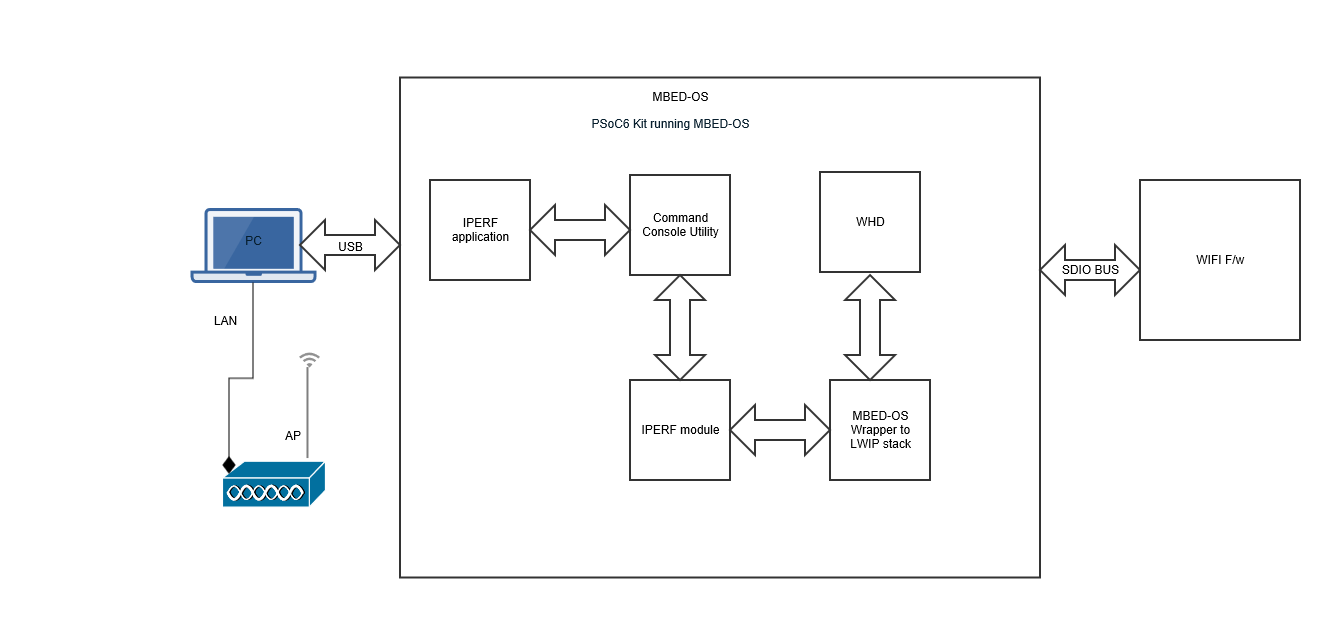 MBED-OS
PSoC6 Kit running MBED-OS
IPERF
application
Command
Console Utility
WHD
PC
USB
SDIO BUS
WIFI F/w
LAN
AP
IPERF module
MBED-OS
Wrapper to
LWIP stack